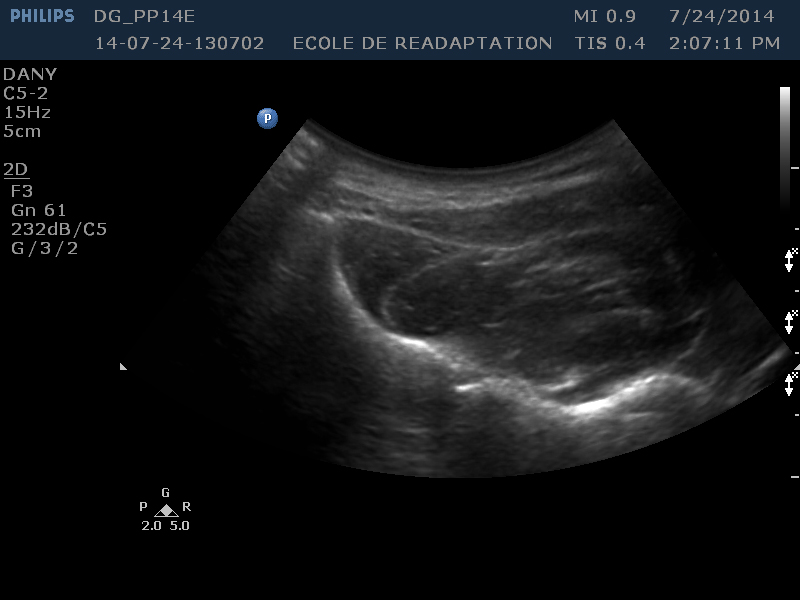 PHILIPS DG_PP14E MI 0.9 7/24/2014
14-07-24-130702 ECOLE DE READAPTATION TIS 0.4 2:07:11 PM
DANY
C5-2
15Hz
5cm
P
2D
F3
Gn 61
232dB/C5
G/3/2
G
P R
2.0 5.0